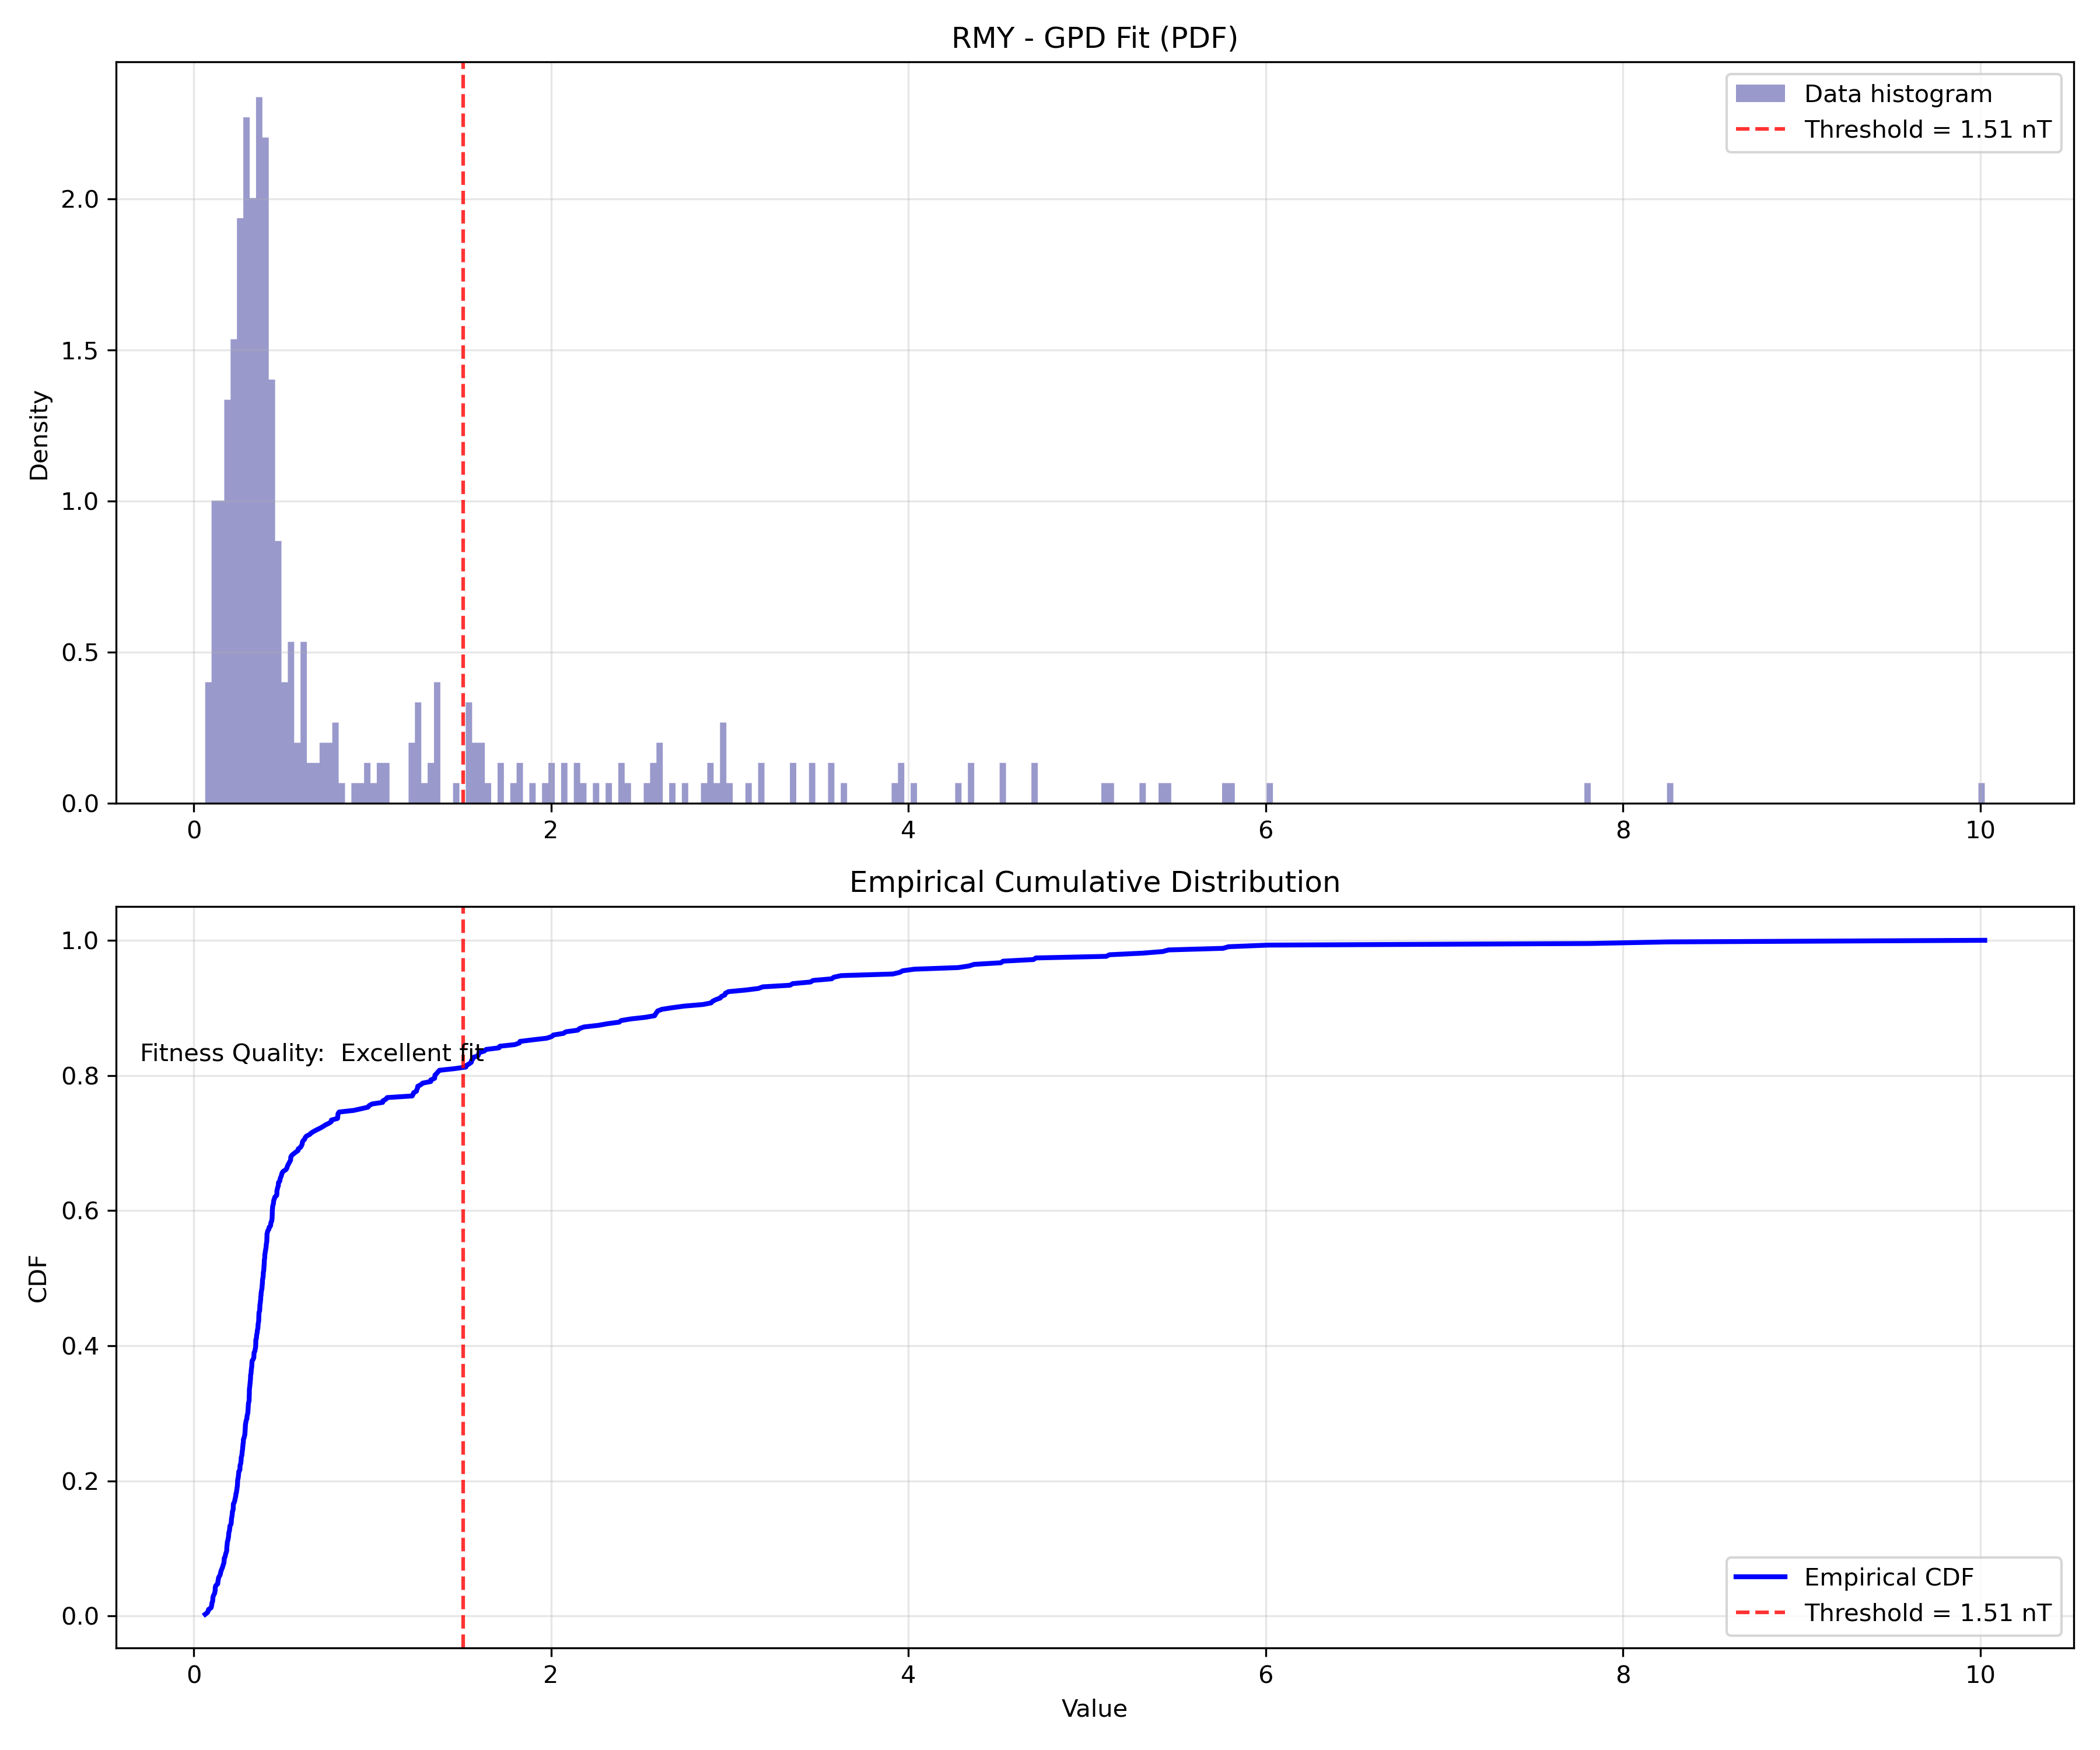 RMY - GPD Fit (PDF)
Data histogram
Threshold = 1.51 nT
Density
2.0
1.5
1.0
0.5
0.0
0 2 4 6 8 10
Empirical Cumulative Distribution
Fitness Quality:  Excellent fit
CDF
1.0
0.8
0.6
0.4
0.2
0.0
Empirical CDF
Threshold = 1.51 nT
0 2 4 6 8 10
Value